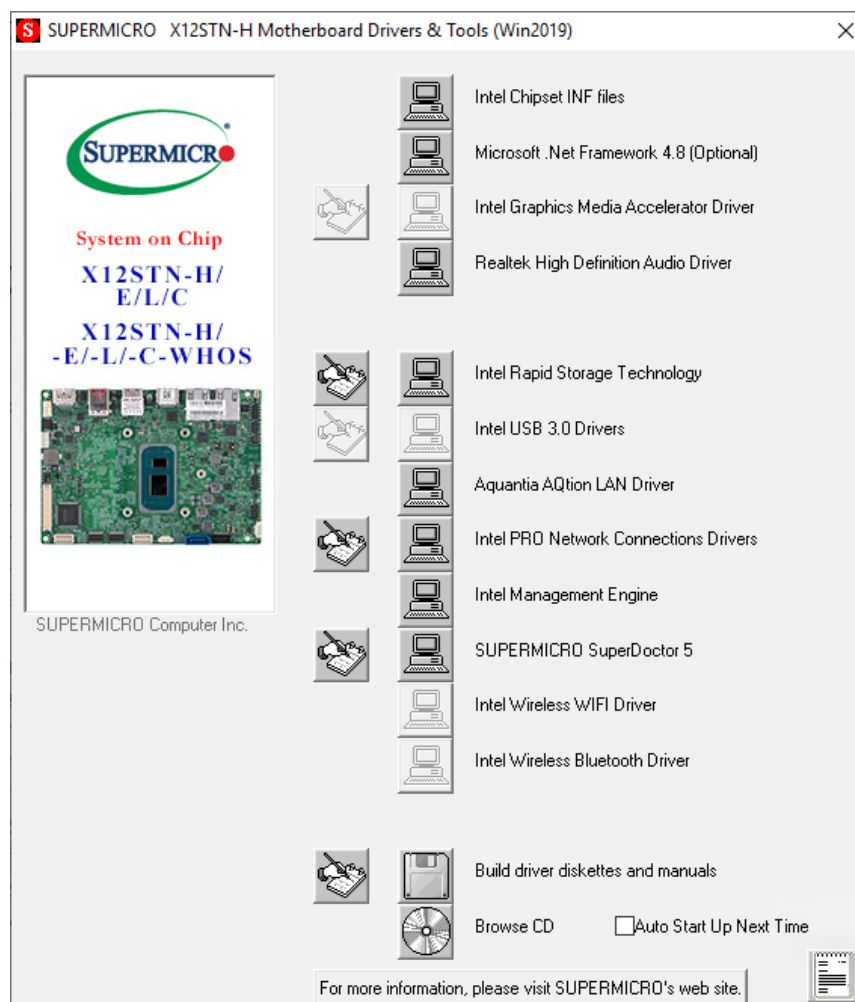 S SUPERMICRO X12STN-H Motherboard Drivers & Tools (Win2019)
SUPERMICRO
System on Chip
X12STN-H/
E/L/C
X12STN-H/
-E/-L/-C-WHOS
SUPERMICRO Computer Inc.
Intel Chipset INF files
Microsoft .Net Framework 4.8 (Optional)
Intel Graphics Media Accelerator Driver
Realtek High Definition Audio Driver
Intel Rapid Storage Technology
Intel USB 3.0 Drivers
Aquantia AQtion LAN Driver
Intel PRO Network Connections Drivers
Intel Management Engine
SUPERMICRO SuperDoctor 5
Intel Wireless WIFI Driver
Intel Wireless Bluetooth Driver
Build driver diskettes and manuals
Browse CD Auto Start Up Next Time
For more information, please visit SUPERMICRO's web site.